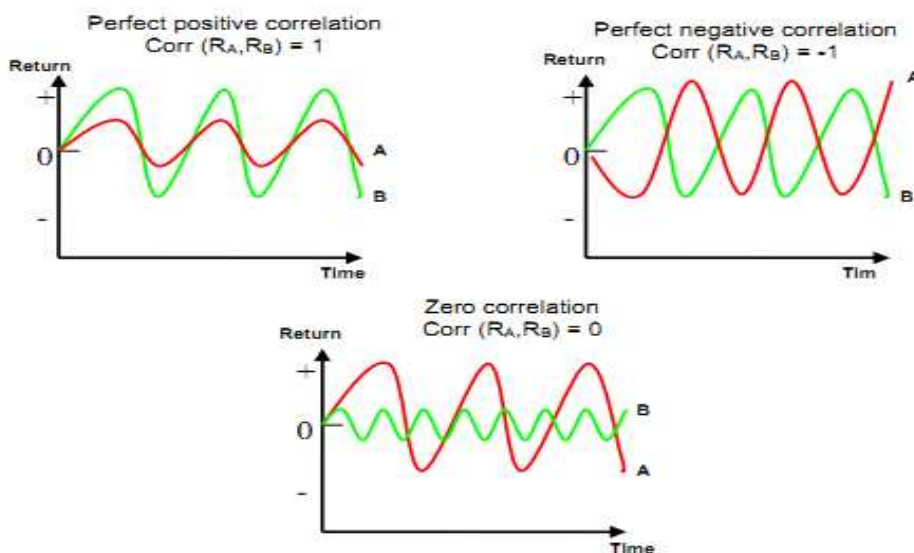 Perfect positive correlation
Corr (RA,RB) = 1
Return
+
0
-
A
B
Time
Perfect negative correlation
Corr (RA,RB) = -1
Return
+
0
-
A
B
Tim
Zero correlation
Corr (RA,RB) = 0
Return
+
0
-
B
A
Time